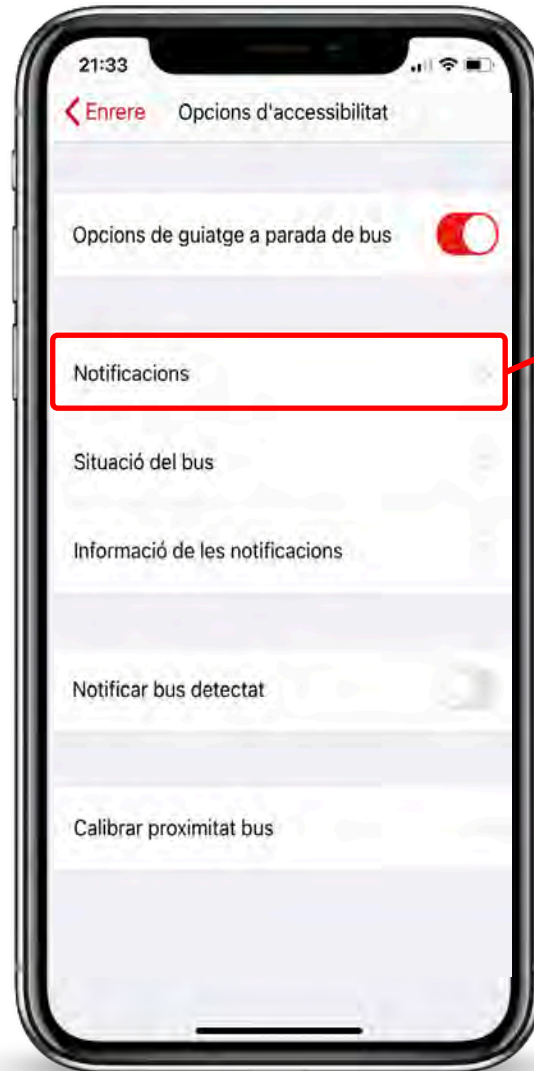 21:33
Enrere Opcions d'accessibilitat
Opcions de guiatge a parada de bus
Notificacions
Situació del bus
Informació de les notificacions
Notificar bus detectat
Calibrar proximitat bus